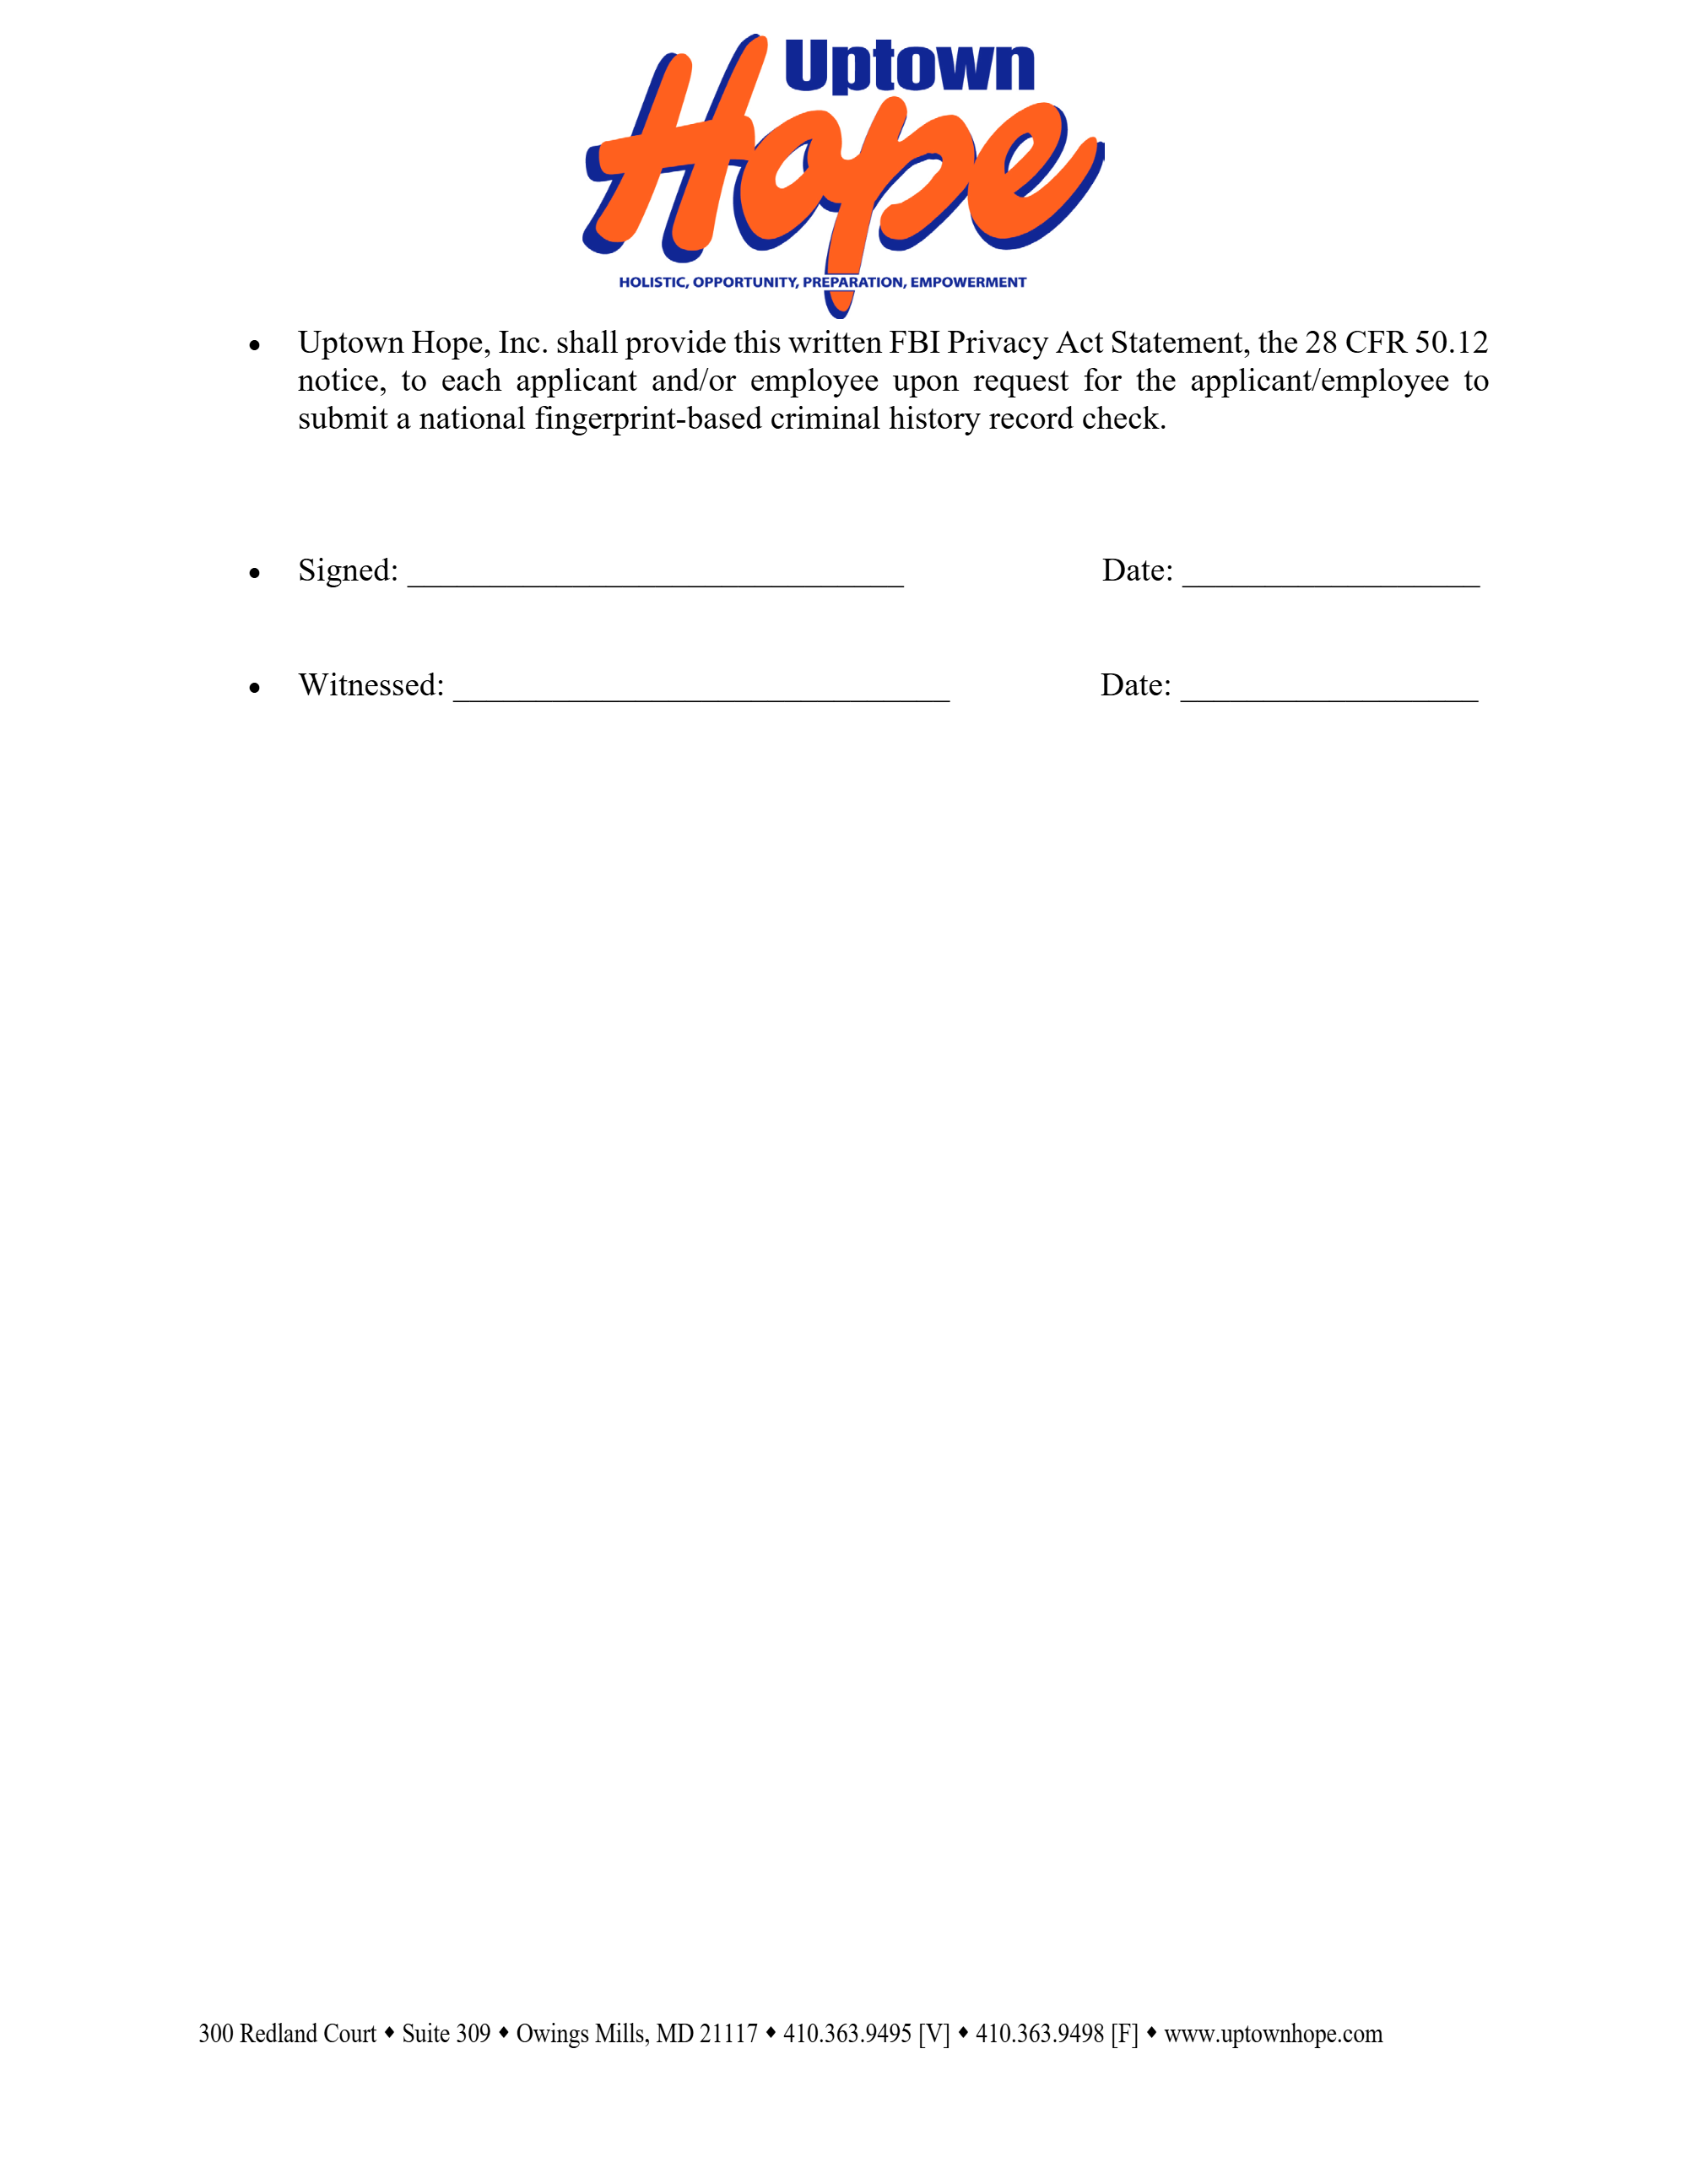 Uptown
Hope
HOLISTIC, OPPORTUNITY, PREPARATION, EMPOWERMENT
• Uptown Hope, Inc. shall provide this written FBI Privacy Act Statement, the 28 CFR 50.12
notice, to each applicant and/or employee upon request for the applicant/employee to
submit a national fingerprint-based criminal history record check.
• Signed: ______________________________ Date: __________________
• Witnessed: ______________________________ Date: __________________
300 Redland Court ♦ Suite 309 ♦ Owings Mills, MD 21117 ♦ 410.363.9495 [V] ♦ 410.363.9498 [F] ♦ www.uptownhope.com